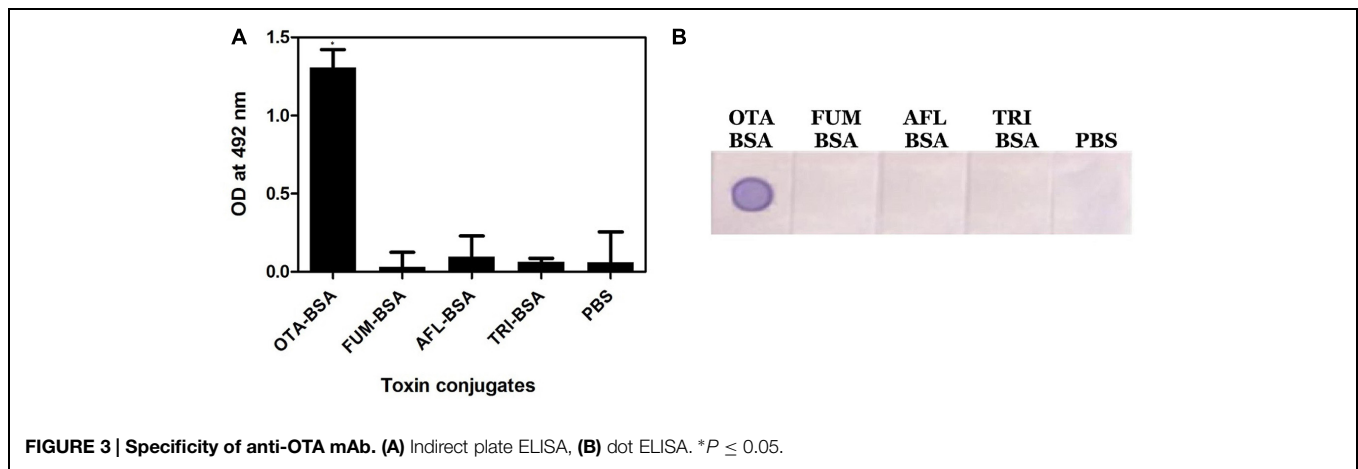 A
B
1.5
*
1.0
0.5
0.0
OD at 492 nm
OTA-BSA
FUM-BSA
AFL-BSA
TRI-BSA
PBS
Toxin conjugates
OTA FUM AFL TRI
BSA BSA BSA BSA PBS
FIGURE 3 | Specificity of anti-OTA mAb. (A) Indirect plate ELISA, (B) dot ELISA. *P ≤ 0.05.